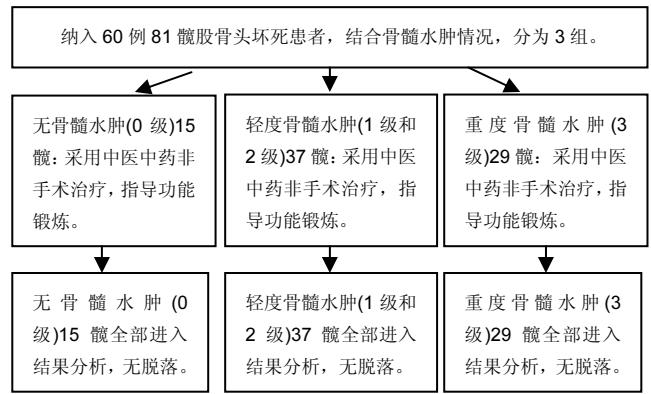 纳入 60 例 81 髋股骨头坏死患者，结合骨髓水肿情况，分为 3 组。
无骨髓水肿(0 级)15
髋：采用中医中药非
手术治疗，指导功能
锻炼。
轻度骨髓水肿(1 级和
2 级)37 髋：采用中医
中药非手术治疗，指
导功能锻炼。
重度骨髓水肿(3
级)29 髋：采用中医
中药非手术治疗，指
导功能锻炼。
无骨髓水肿(0
级)15 髋全部进入
结果分析，无脱落。
轻度骨髓水肿(1 级和
2 级)37 髋全部进入
结果分析，无脱落。
重度骨髓水肿(3
级)29 髋全部进入
结果分析，无脱落。